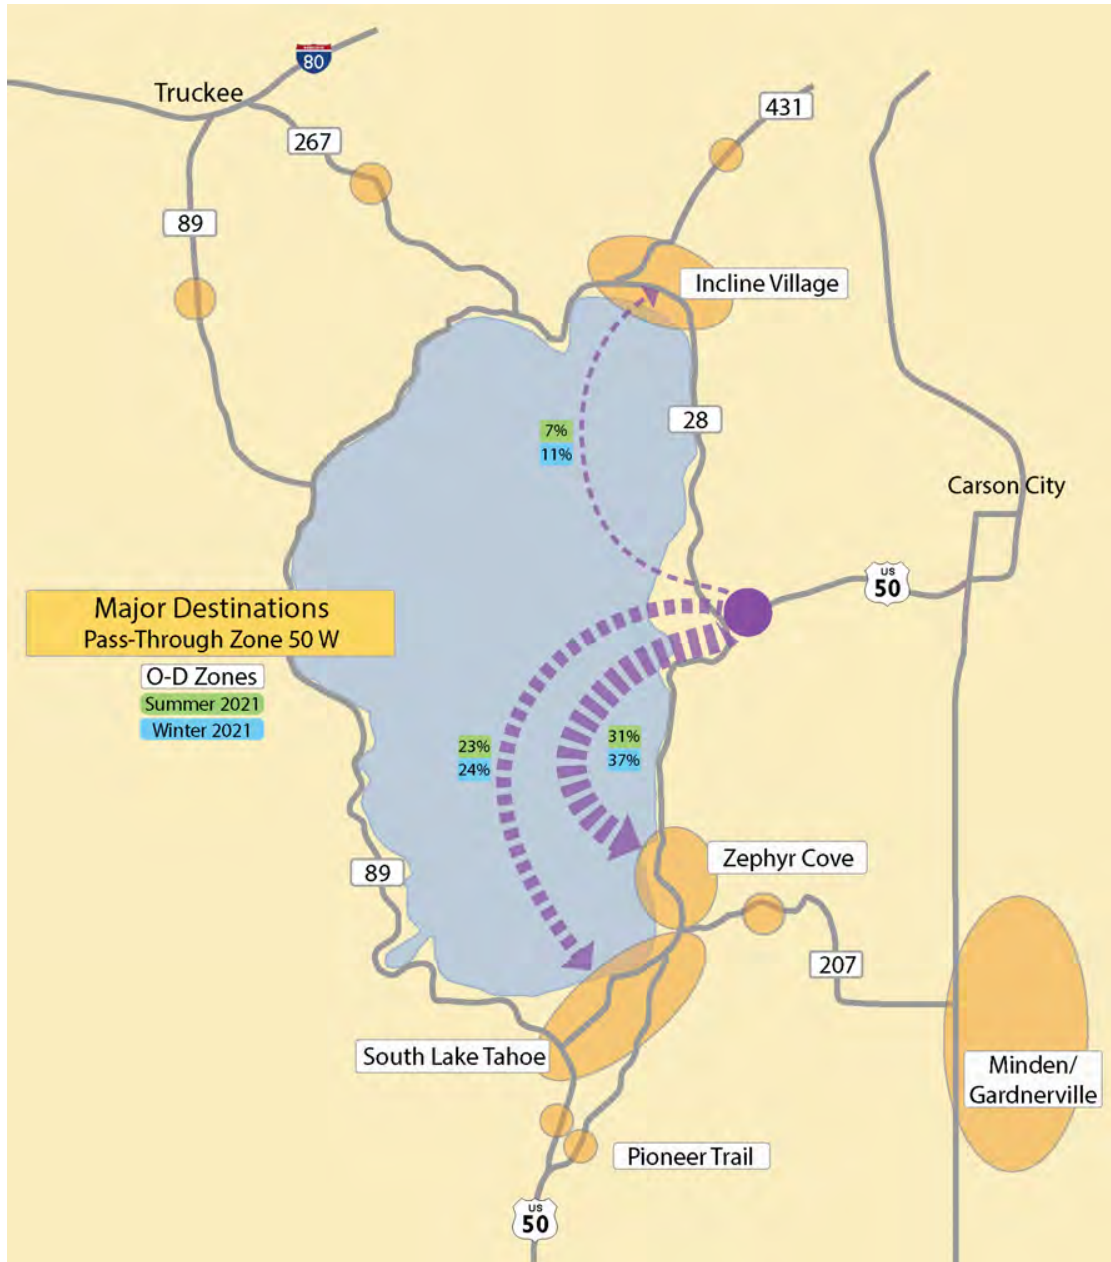 80
Truckee
431
267
89
Incline Village
28
7%
11%
Carson City
US
50
Major Destinations
Pass-Through Zone 50 W
O-D Zones
Summer 2021
Winter 2021
23%
24%
31%
37%
Zephyr Cove
89
207
South Lake Tahoe
Minden/
Gardnerville
Pioneer Trail
US
50